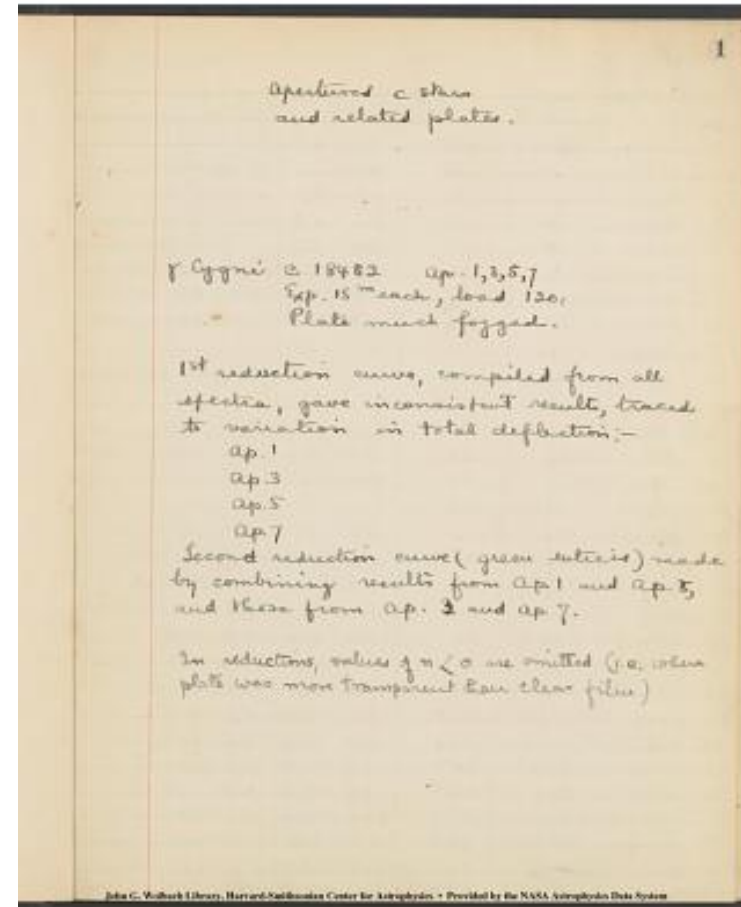 1
Apertured c stars
and related plates.
γ Cygni c 18482 ap. 1,3,5,7
Exp. 15 m each, load 120.
Plate much fogged.
1st reduction curve, compiled from all
spectra, gave inconsistent results, traced
to variation in total deflection:-
ap. 1
ap. 3
ap. 5
ap. 7
Second reduction curve (green entries) made
by combining results from ap 1 and ap. 5,
and those from ap. 3 and ap 7.
In reductions, values of n < 0 are omitted (i.e. where
plate was more transparent than clear film)
John G. Wolbach Library, Harvard-Smithsonian Center for Astrophysics • Provided by the NASA Astrophysics Data System